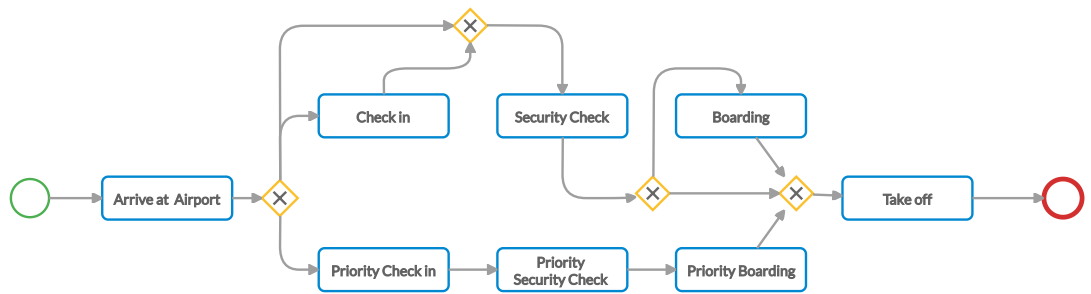 Check in
Security Check
Boarding
Arrive at Airport
Take off
Priority Check in
Priority
Security Check
Priority Boarding